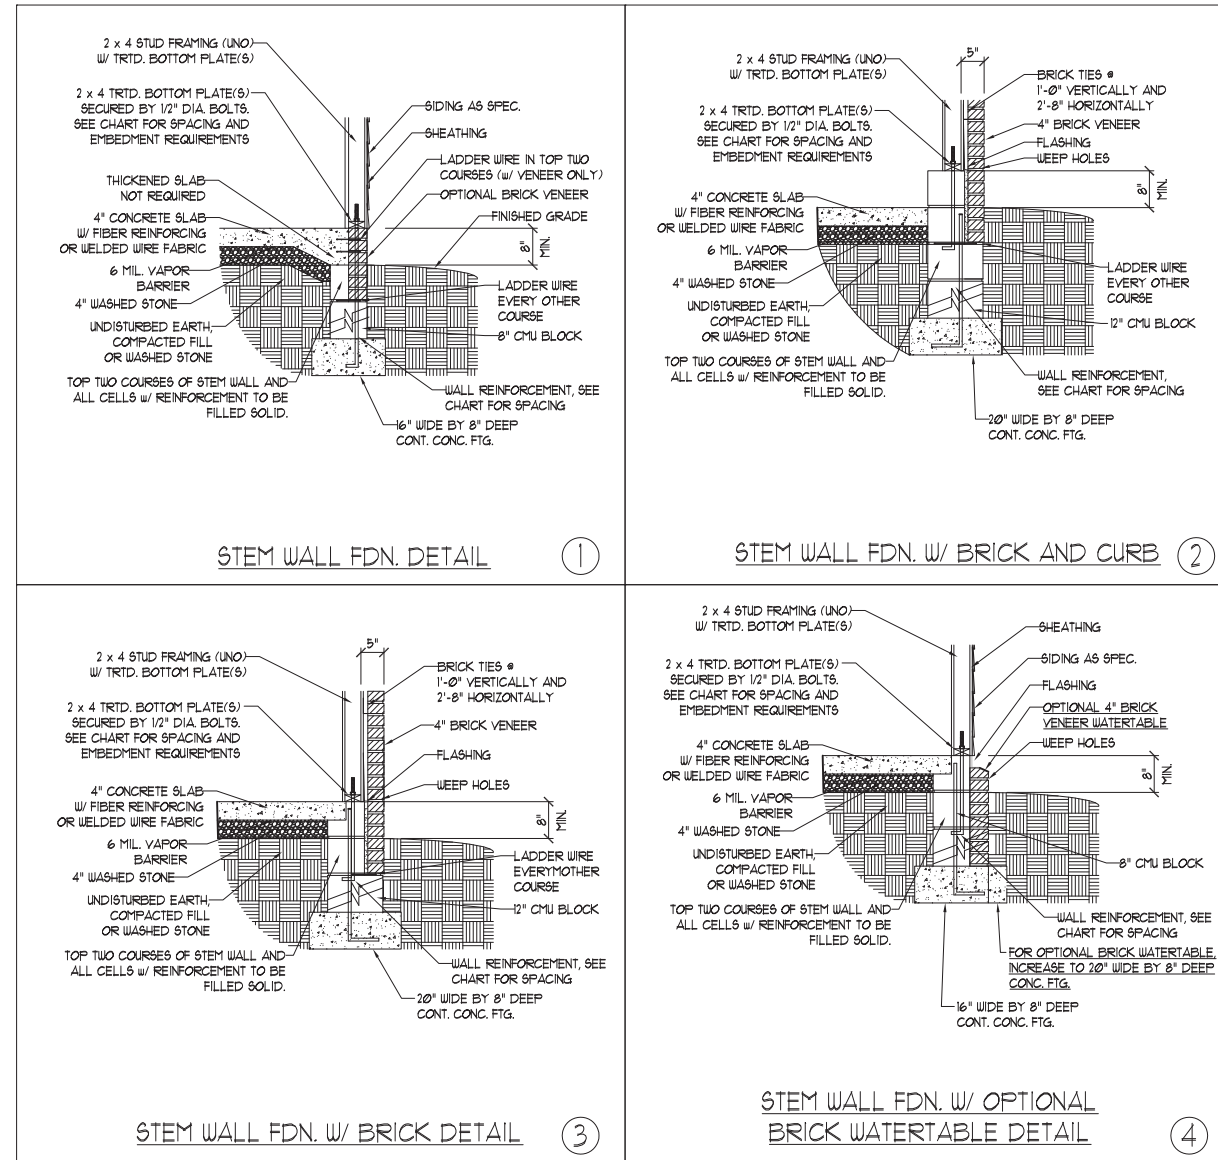 2 x 4 STUD FRAMING (UNO)
W/ TRTD. BOTTOM PLATE(S)
2 x 4 TRTD. BOTTOM PLATE(S)
SECURED BY 1/2" DIA. BOLTS.
SEE CHART FOR SPACING AND
EMBEDMENT REQUIREMENTS
THICKENED SLAB
NOT REQUIRED
4" CONCRETE SLAB
W/ FIBER REINFORCING
OR WELDED WIRE FABRIC
6 MIL. VAPOR
BARRIER
4" WASHED STONE
UNDISTURBED EARTH,
COMPACTED FILL
OR WASHED STONE
TOP TWO COURSES OF STEM WALL AND
ALL CELLS w/ REINFORCEMENT TO BE
FILLED SOLID.
SIDING AS SPEC.
SHEATHING
LADDER WIRE IN TOP TWO
COURSES (w/ VENEER ONLY)
OPTIONAL BRICK VENEER
FINISHED GRADE
8"
MIN.
LADDER WIRE
EVERY OTHER
COURSE
8" CMU BLOCK
WALL REINFORCEMENT, SEE
CHART FOR SPACING
16" WIDE BY 8" DEEP
CONT. CONC. FTG.
STEM WALL FDN. DETAIL
1
2 x 4 STUD FRAMING (UNO)
W/ TRTD. BOTTOM PLATE(S)
2 x 4 TRTD. BOTTOM PLATE(S)
SECURED BY 1/2" DIA. BOLTS.
SEE CHART FOR SPACING AND
EMBEDMENT REQUIREMENTS
4" CONCRETE SLAB
W/ FIBER REINFORCING
OR WELDED WIRE FABRIC
6 MIL. VAPOR
BARRIER
4" WASHED STONE
UNDISTURBED EARTH,
COMPACTED FILL
OR WASHED STONE
TOP TWO COURSES OF STEM WALL AND
ALL CELLS w/ REINFORCEMENT TO BE
FILLED SOLID.
5"
BRICK TIES @
1'-0" VERTICALLY AND
2'-8" HORIZONTALLY
4" BRICK VENEER
FLASHING
WEEP HOLES
8"
MIN.
LADDER WIRE
EVERY OTHER
COURSE
12" CMU BLOCK
WALL REINFORCEMENT,
SEE CHART FOR SPACING
20" WIDE BY 8" DEEP
CONT. CONC. FTG.
STEM WALL FDN. W/ BRICK AND CURB
2
2 x 4 STUD FRAMING (UNO)
W/ TRTD. BOTTOM PLATE(S)
2 x 4 TRTD. BOTTOM PLATE(S)
SECURED BY 1/2" DIA. BOLTS.
SEE CHART FOR SPACING AND
EMBEDMENT REQUIREMENTS
4" CONCRETE SLAB
W/ FIBER REINFORCING
OR WELDED WIRE FABRIC
6 MIL. VAPOR
BARRIER
4" WASHED STONE
UNDISTURBED EARTH,
COMPACTED FILL
OR WASHED STONE
TOP TWO COURSES OF STEM WALL AND
ALL CELLS w/ REINFORCEMENT TO BE
FILLED SOLID.
5"
BRICK TIES @
1'-0" VERTICALLY AND
2'-8" HORIZONTALLY
4" BRICK VENEER
FLASHING
WEEP HOLES
8"
MIN.
LADDER WIRE
EVERYMOTHER
COURSE
12" CMU BLOCK
WALL REINFORCEMENT, SEE
CHART FOR SPACING
20" WIDE BY 8" DEEP
CONT. CONC. FTG.
STEM WALL FDN. W/ BRICK DETAIL
3
2 x 4 STUD FRAMING (UNO)
W/ TRTD. BOTTOM PLATE(S)
2 x 4 TRTD. BOTTOM PLATE(S)
SECURED BY 1/2" DIA. BOLTS.
SEE CHART FOR SPACING AND
EMBEDMENT REQUIREMENTS
4" CONCRETE SLAB
W/ FIBER REINFORCING
OR WELDED WIRE FABRIC
6 MIL. VAPOR
BARRIER
4" WASHED STONE
UNDISTURBED EARTH,
COMPACTED FILL
OR WASHED STONE
TOP TWO COURSES OF STEM WALL AND
ALL CELLS w/ REINFORCEMENT TO BE
FILLED SOLID.
SHEATHING
SIDING AS SPEC.
FLASHING
OPTIONAL 4" BRICK
VENEER WATERTABLE
WEEP HOLES
8"
MIN.
8" CMU BLOCK
WALL REINFORCEMENT, SEE
CHART FOR SPACING
FOR OPTIONAL BRICK WATERTABLE,
INCREASE TO 20" WIDE BY 8" DEEP
CONC. FTG.
16" WIDE BY 8" DEEP
CONT. CONC. FTG.
STEM WALL FDN. W/ OPTIONAL
BRICK WATERTABLE DETAIL
4